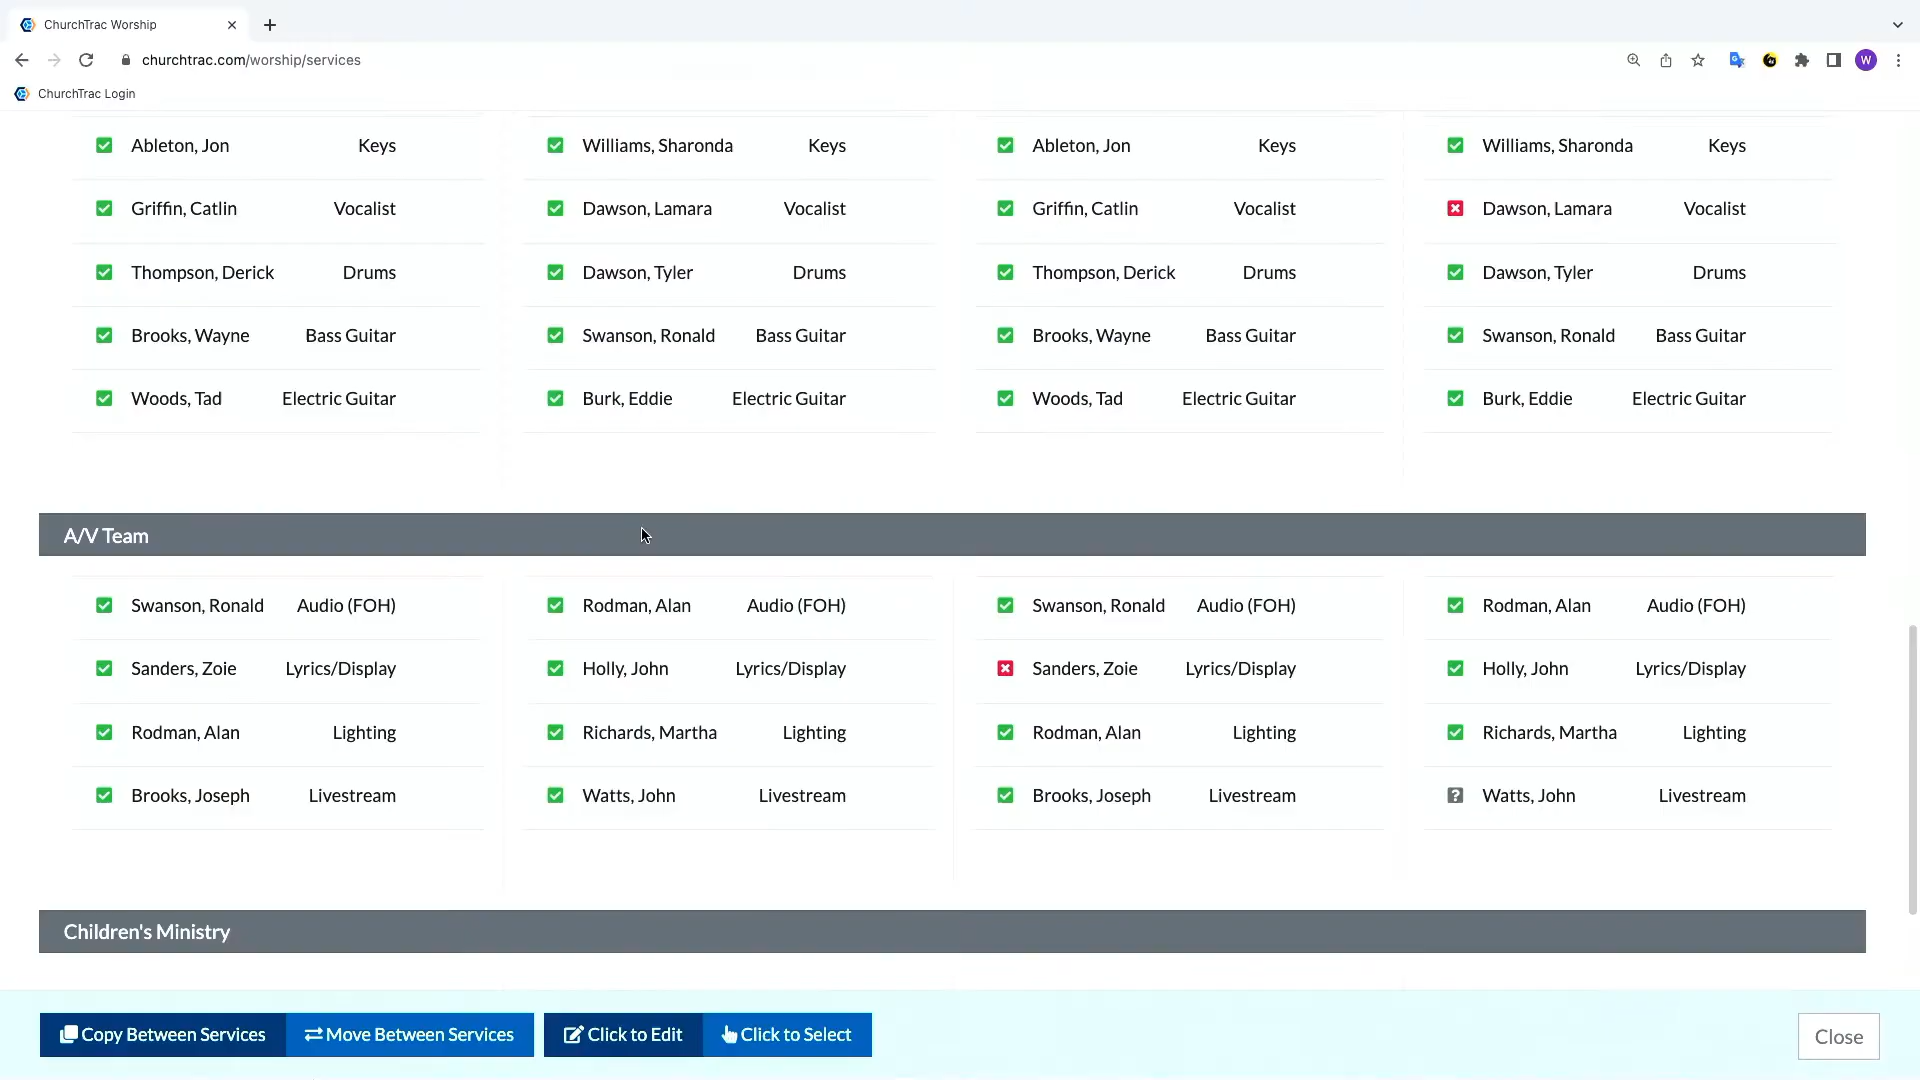 ChurchTrac Worship
churchtrac.com/worship/services
W
ChurchTrac Login
Ableton, Jon Keys Williams, Sharonda Keys Ableton, Jon Keys Williams, Sharonda Keys
Griffin, Catlin Vocalist Dawson, Lamara Vocalist Griffin, Catlin Vocalist Dawson, Lamara Vocalist
Thompson, Derick Drums Dawson, Tyler Drums Thompson, Derick Drums Dawson, Tyler Drums
Brooks, Wayne Bass Guitar Swanson, Ronald Bass Guitar Brooks, Wayne Bass Guitar Swanson, Ronald Bass Guitar
Woods, Tad Electric Guitar Burk, Eddie Electric Guitar Woods, Tad Electric Guitar Burk, Eddie Electric Guitar
A/V Team
Swanson, Ronald Audio (FOH) Rodman, Alan Audio (FOH) Swanson, Ronald Audio (FOH) Rodman, Alan Audio (FOH)
Sanders, Zoie Lyrics/Display Holly, John Lyrics/Display Sanders, Zoie Lyrics/Display Holly, John Lyrics/Display
Rodman, Alan Lighting Richards, Martha Lighting Rodman, Alan Lighting Richards, Martha Lighting
Brooks, Joseph Livestream Watts, John Livestream Brooks, Joseph Livestream ? Watts, John Livestream
Children's Ministry
Copy Between Services Move Between Services Click to Edit Click to Select Close